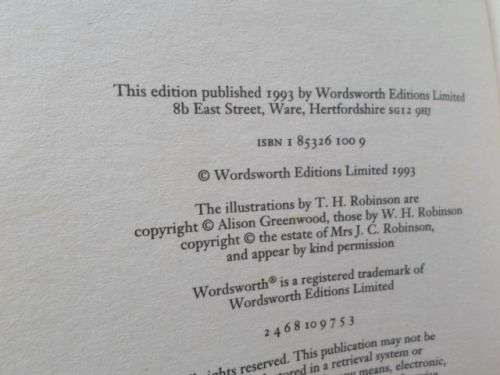 This edition published 1993 by Wordsworth Editions Limited
8b East Street, Ware, Hertfordshire SG12 9HJ
ISBN 1 85326 100 9
© Wordsworth Editions Limited 1993
The illustrations by T. H. Robinson are
copyright © Alison Greenwood, those by W. H. Robinson
copyright © the estate of Mrs J. C. Robinson,
and appear by kind permission
Wordsworth® is a registered trademark of
Wordsworth Editions Limited
2 4 6 8 10 9 7 5 3
rights reserved. This publication may not be
stored in a retrieval system or
means, electronic,